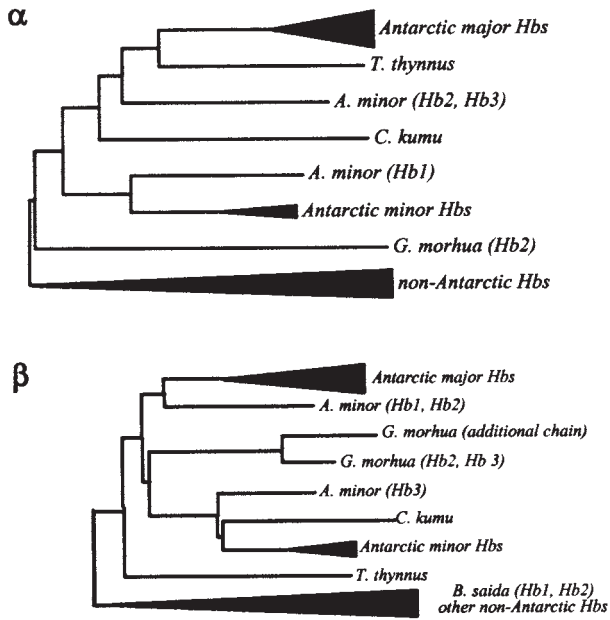 α
Antarctic major Hbs
T. thynnus
A. minor (Hb2, Hb3)
C. kumu
A. minor (Hb1)
Antarctic minor Hbs
G. morhua (Hb2)
non-Antarctic Hbs
β
Antarctic major Hbs
A. minor (Hb1, Hb2)
G. morhua (additional chain)
G. morhua (Hb2, Hb 3)
A. minor (Hb3)
C. kumu
Antarctic minor Hbs
T. thynnus
B. saida (Hb1, Hb2)
other non-Antarctic Hbs